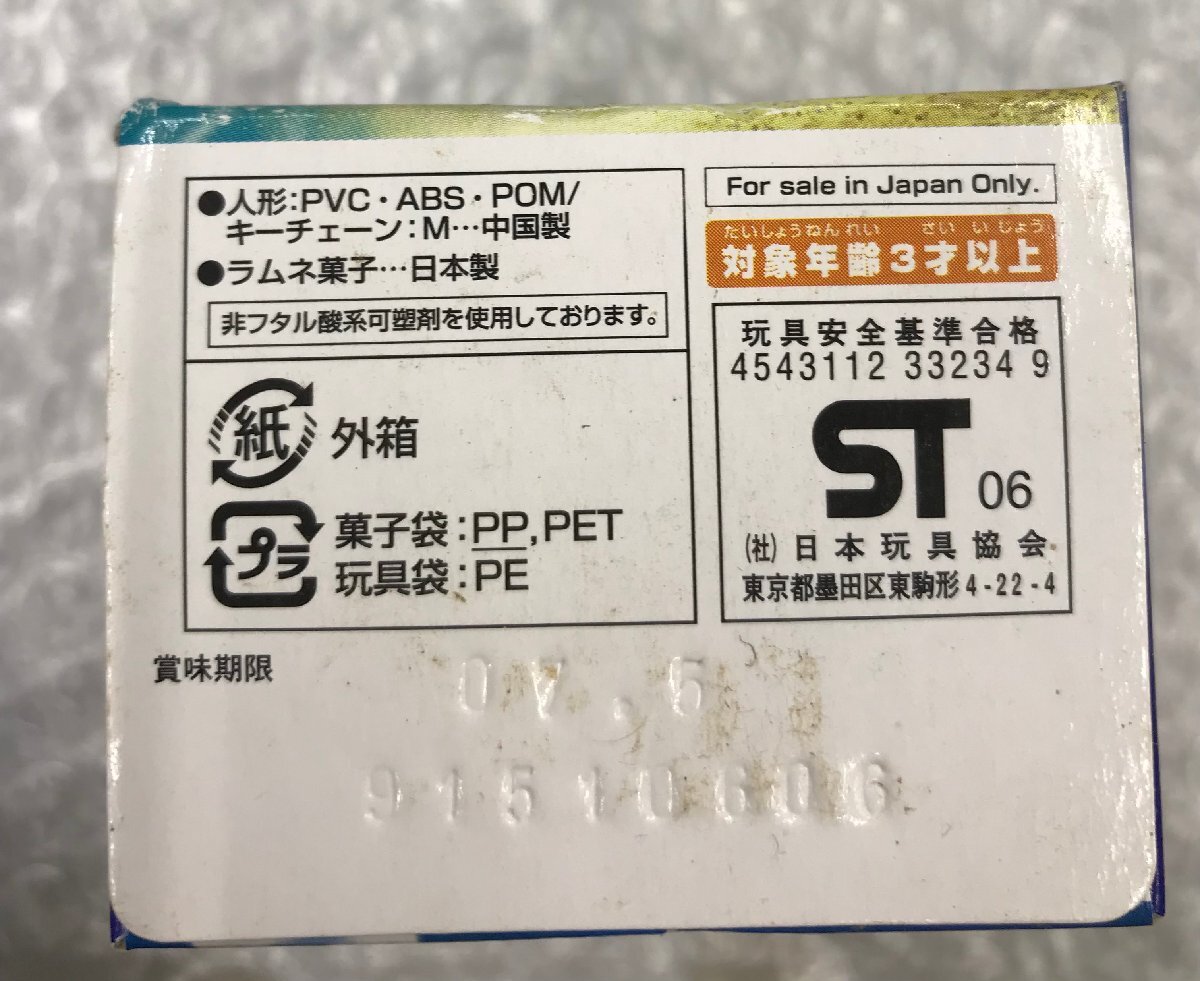 ●人形:PVC・ABS・POM/
キーチェーン:M…中国製
●ラムネ菓子…日本製
非フタル酸系可塑剤を使用しております。
紙 外箱
プラ 菓子袋:PP,PET
玩具袋:PE
For sale in Japan Only.
たいしょうねんれい さい いじょう
対象年齢3才以上
玩具安全基準合格
4543112 33234 9
ST 06
(社)日本玩具協会
東京都墨田区東駒形4-22-4
賞味期限
07.5
91510606